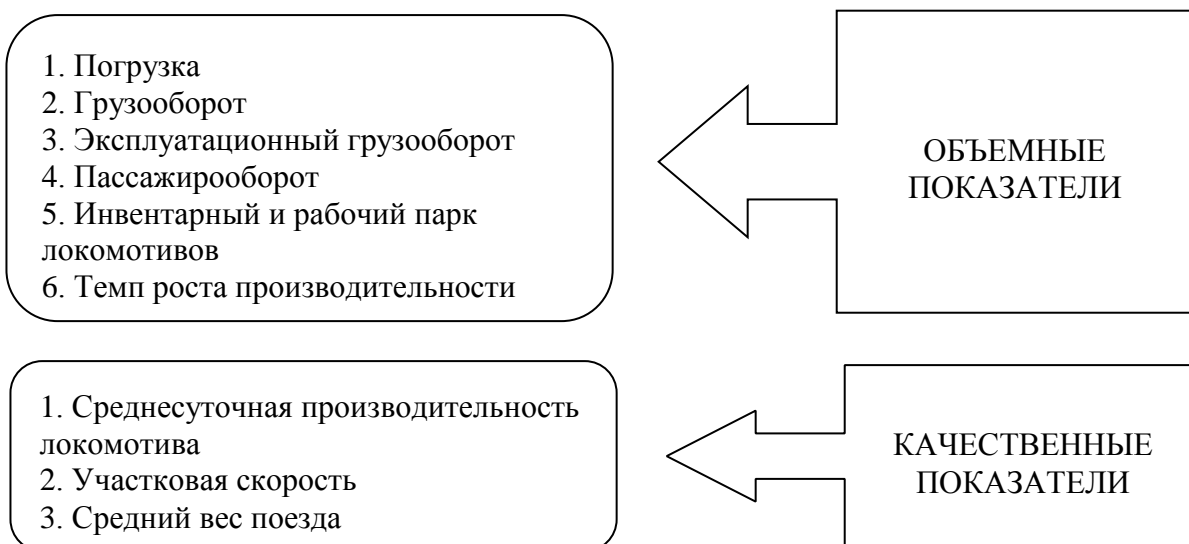 1. Погрузка
2. Грузооборот
3. Эксплуатационный грузооборот
4. Пассажирооборот
5. Инвентарный и рабочий парк
локомотивов
6. Темп роста производительности
ОБЪЕМНЫЕ
ПОКАЗАТЕЛИ
1. Среднесуточная производительность
локомотива
2. Участковая скорость
3. Средний вес поезда
КАЧЕСТВЕННЫЕ
ПОКАЗАТЕЛИ